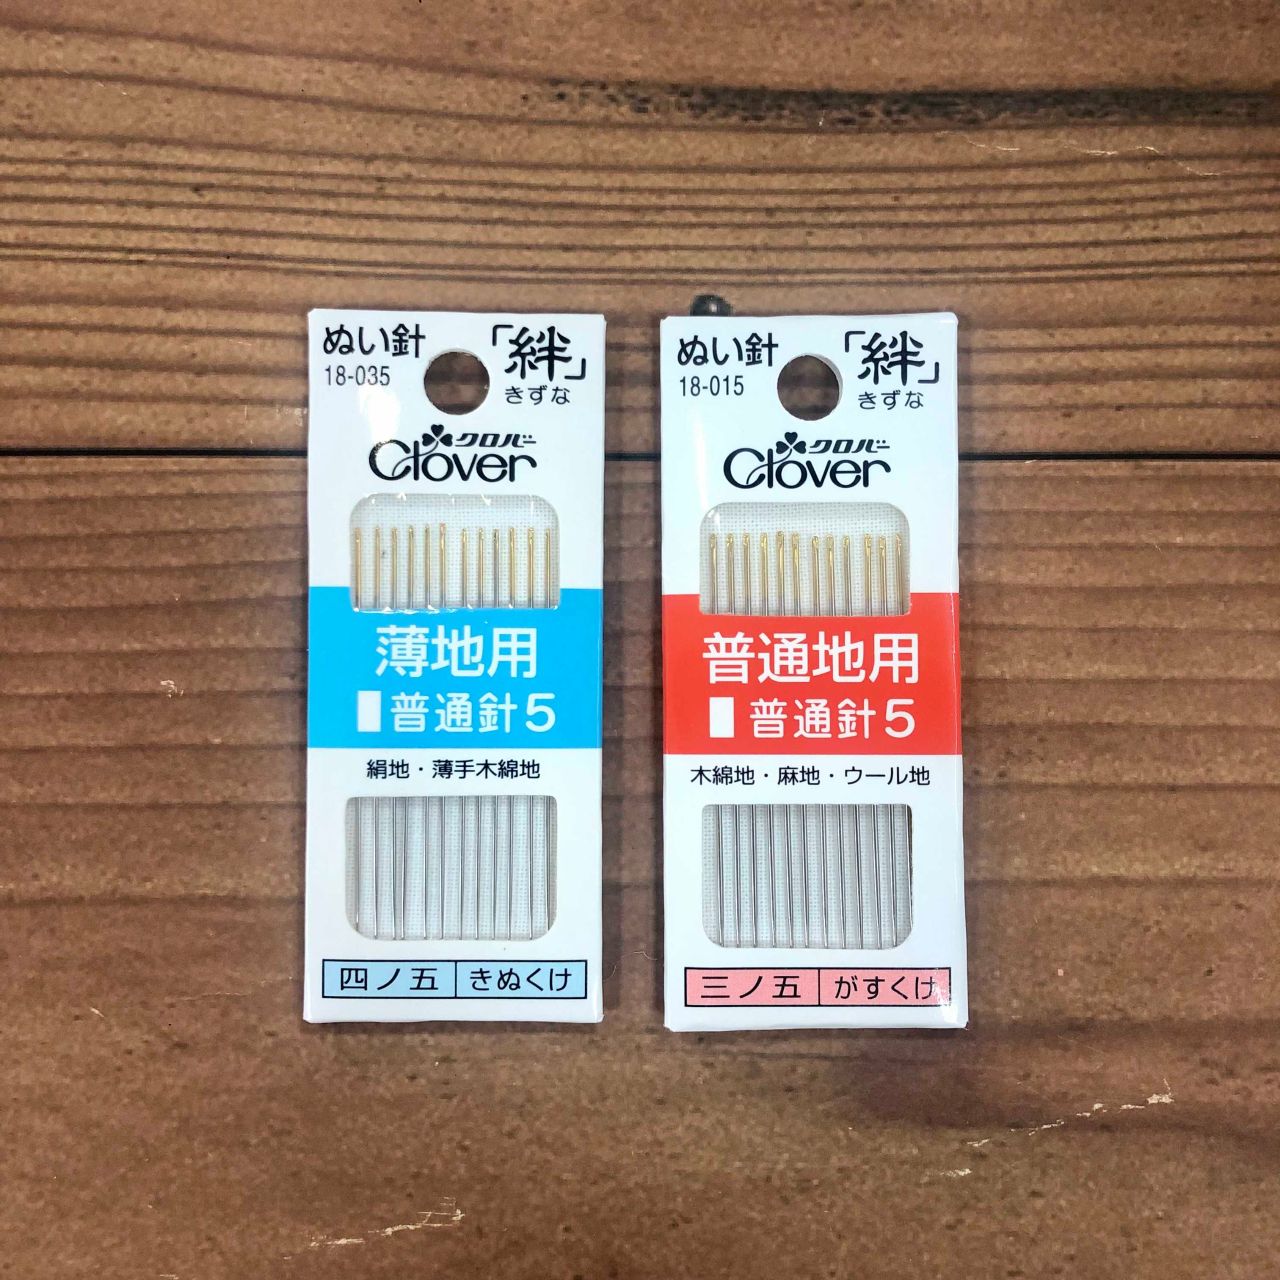 ぬい針
18-035
「絆」
きずな
クロバー
Clover
薄地用
普通針5
絹地・薄手木綿地
四ノ五 きぬくけ
ぬい針
18-015
「絆」
きずな
クロバー
Clover
普通地用
普通針5
木綿地・麻地・ウール地
三ノ五 がすくけ